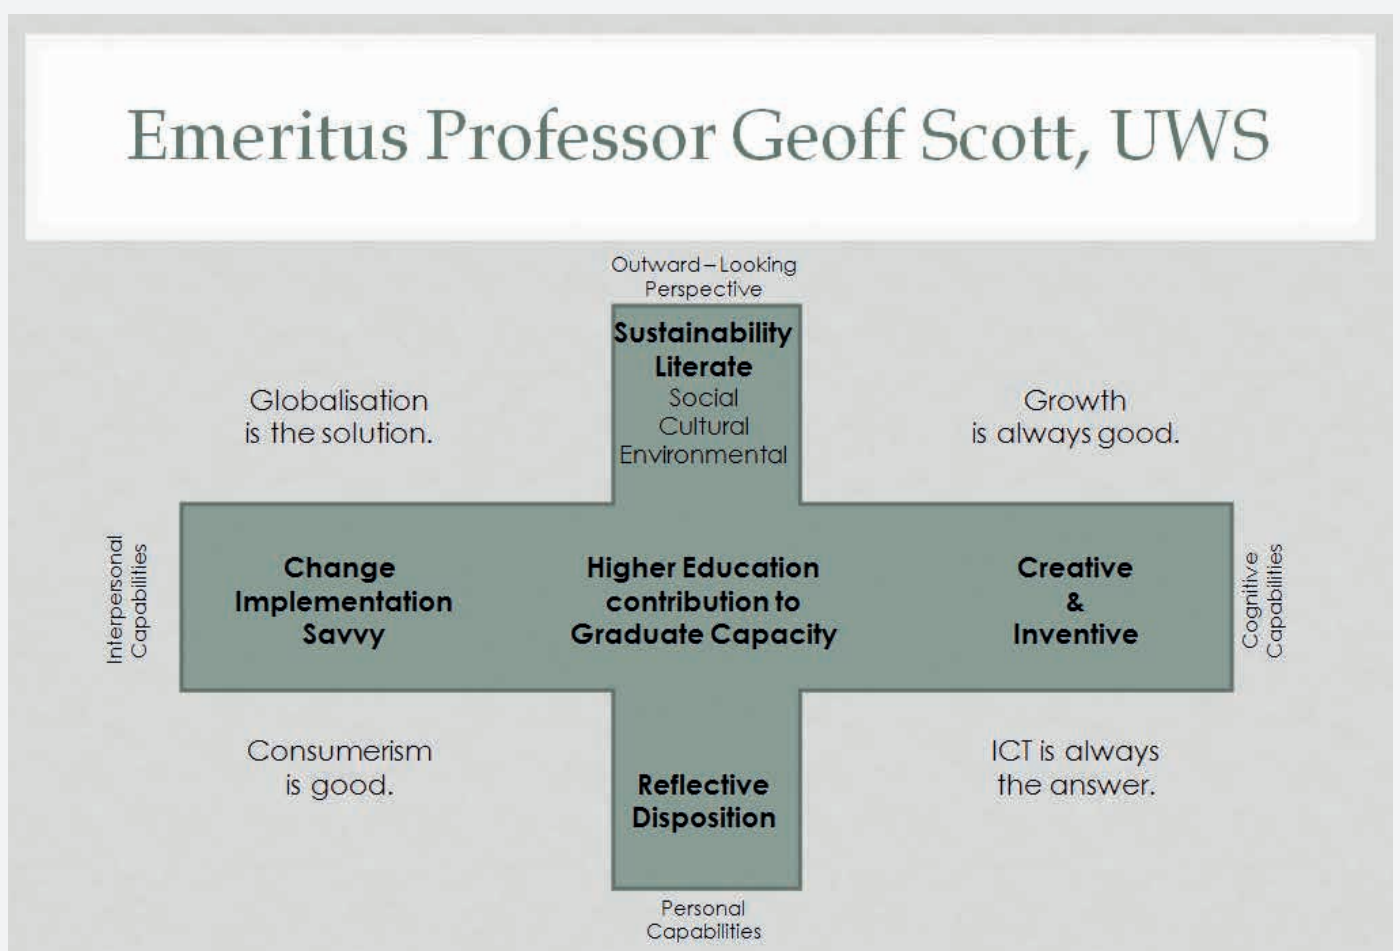 Emeritus Professor Geoff Scott, UWS
Outward – Looking
Perspective
Sustainability
Literate
Social
Cultural
Environmental
Globalisation
is the solution.
Growth
is always good.
Interpersonal
Capabilities
Change
Implementation
Savvy
Higher Education
contribution to
Graduate Capacity
Creative
&
Inventive
Cognitive
Capabilities
Consumerism
is good.
Reflective
Disposition
ICT is always
the answer.
Personal
Capabilities